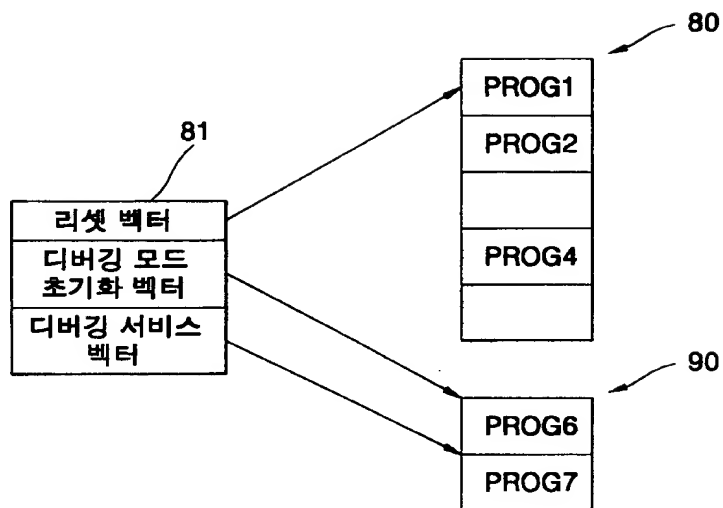 80
PROG1
PROG2
PROG4
81
리셋 벡터
디버깅 모드
초기화 벡터
디버깅 서비스
벡터
90
PROG6
PROG7